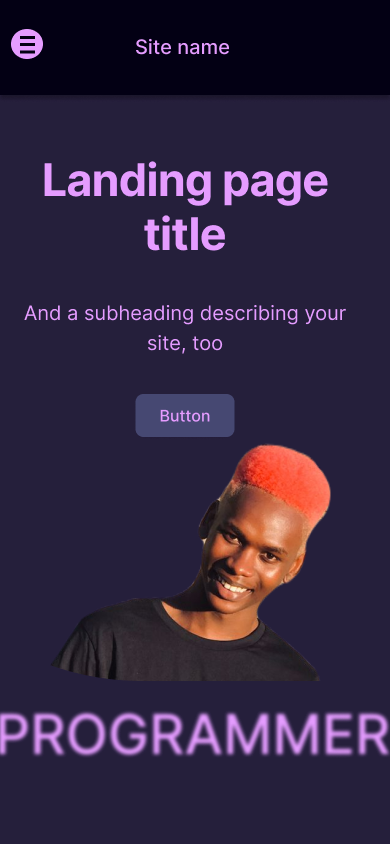 Site name
Landing page
title
And a subheading describing your
site, too
Button
PROGRAMMER